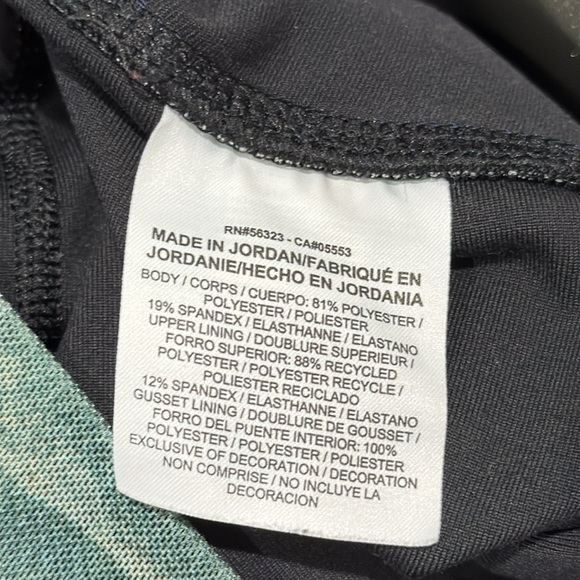 RN#56323 - CA#05553
MADE IN JORDAN/FABRIQUÉ EN
JORDANIE/HECHO EN JORDANIA
BODY / CORPS / CUERPO: 81% POLYESTER /
POLYESTER / POLIESTER
19% SPANDEX / ELASTHANNE / ELASTANO
UPPER LINING / DOUBLURE SUPERIEUR /
FORRO SUPERIOR: 88% RECYCLED
POLYESTER / POLYESTER RECYCLE /
POLIESTER RECICLADO
12% SPANDEX / ELASTHANNE / ELASTANO
GUSSET LINING / DOUBLURE DE GOUSSET /
FORRO DEL PUENTE INTERIOR: 100%
POLYESTER / POLYESTER / POLIESTER
EXCLUSIVE OF DECORATION / DECORATION
NON COMPRISE / NO INCLUYE LA
DECORACION